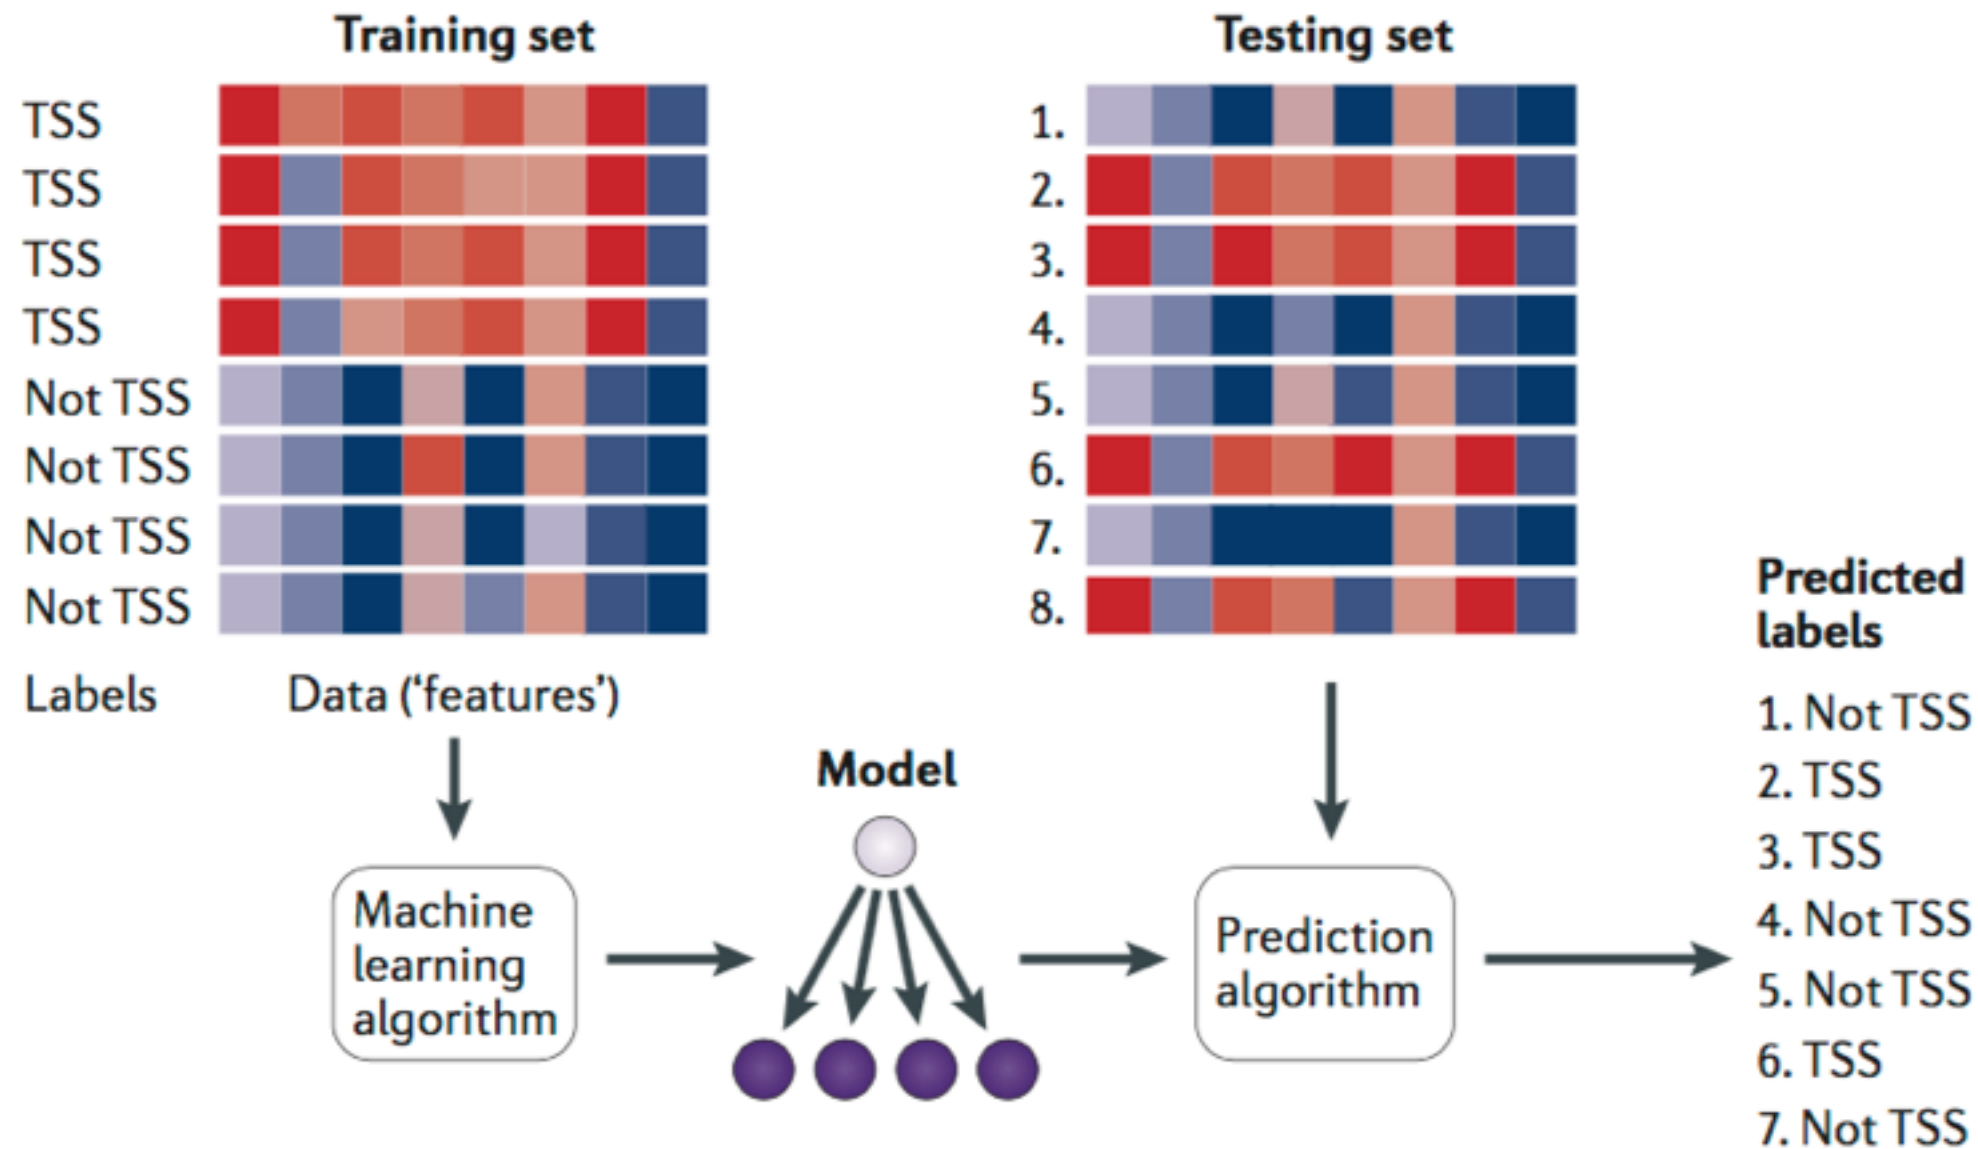 Training set
Testing set
TSS
TSS
TSS
TSS
Not TSS
Not TSS
Not TSS
Not TSS
Labels
Data (‘features’)
1.
2.
3.
4.
5.
6.
7.
8.
Machine
learning
algorithm
Model
Prediction
algorithm
Predicted
labels
1. Not TSS
2. TSS
3. TSS
4. Not TSS
5. Not TSS
6. TSS
7. Not TSS